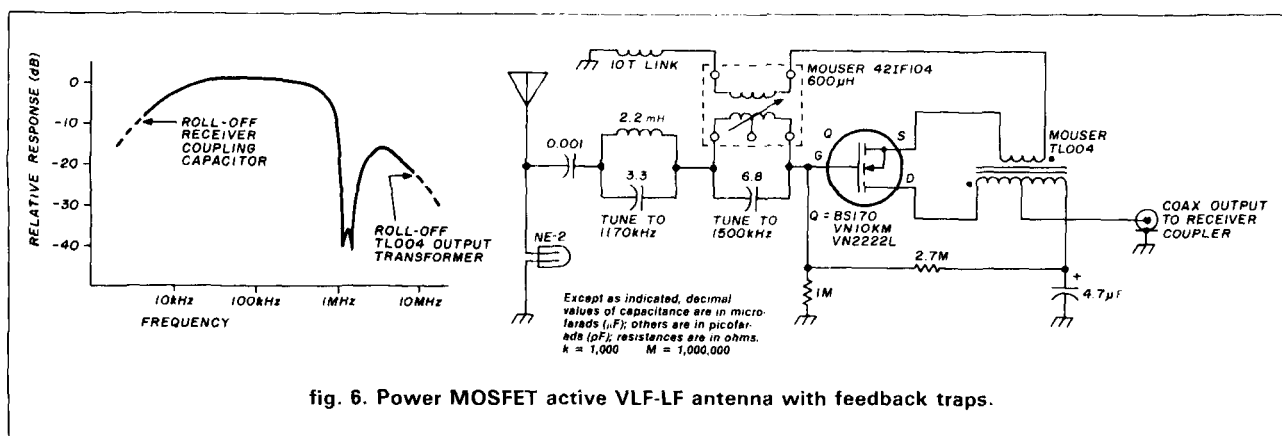 RELATIVE RESPONSE (dB)
0
-10
-20
-30
-40
ROLL-OFF
RECEIVER
COUPLING
CAPACITOR
ROLL-OFF
TL004 OUTPUT
TRANSFORMER
10kHz
100kHz
1MHz
10MHz
FREQUENCY
10T LINK
MOUSER 42IF104
600μH
0.001
2.2 mH
3.3
TUNE TO
1170kHz
6.8
TUNE TO
1500kHz
NE-2
Q
G
S
D
Q = BS170
VN10KM
VN2222L
MOUSER
TL004
COAX OUTPUT
TO RECEIVER
COUPLER
2.7M
1M
+
4.7μF
Except as indicated, decimal
values of capacitance are in micro-
farads (μF); others are in picofar-
ads (pF); resistances are in ohms.
k = 1,000 M = 1,000,000
fig. 6. Power MOSFET active VLF-LF antenna with feedback traps.